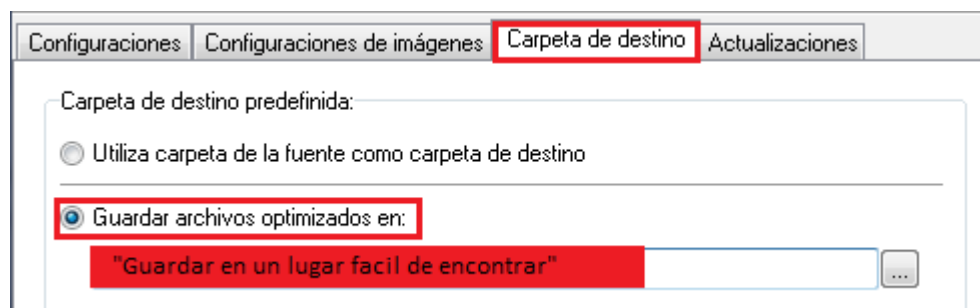 Configuraciones Configuraciones de imágenes Carpeta de destino Actualizaciones
Carpeta de destino predefinida:
Utiliza carpeta de la fuente como carpeta de destino
Guardar archivos optimizados en:
"Guardar en un lugar facil de encontrar" ...